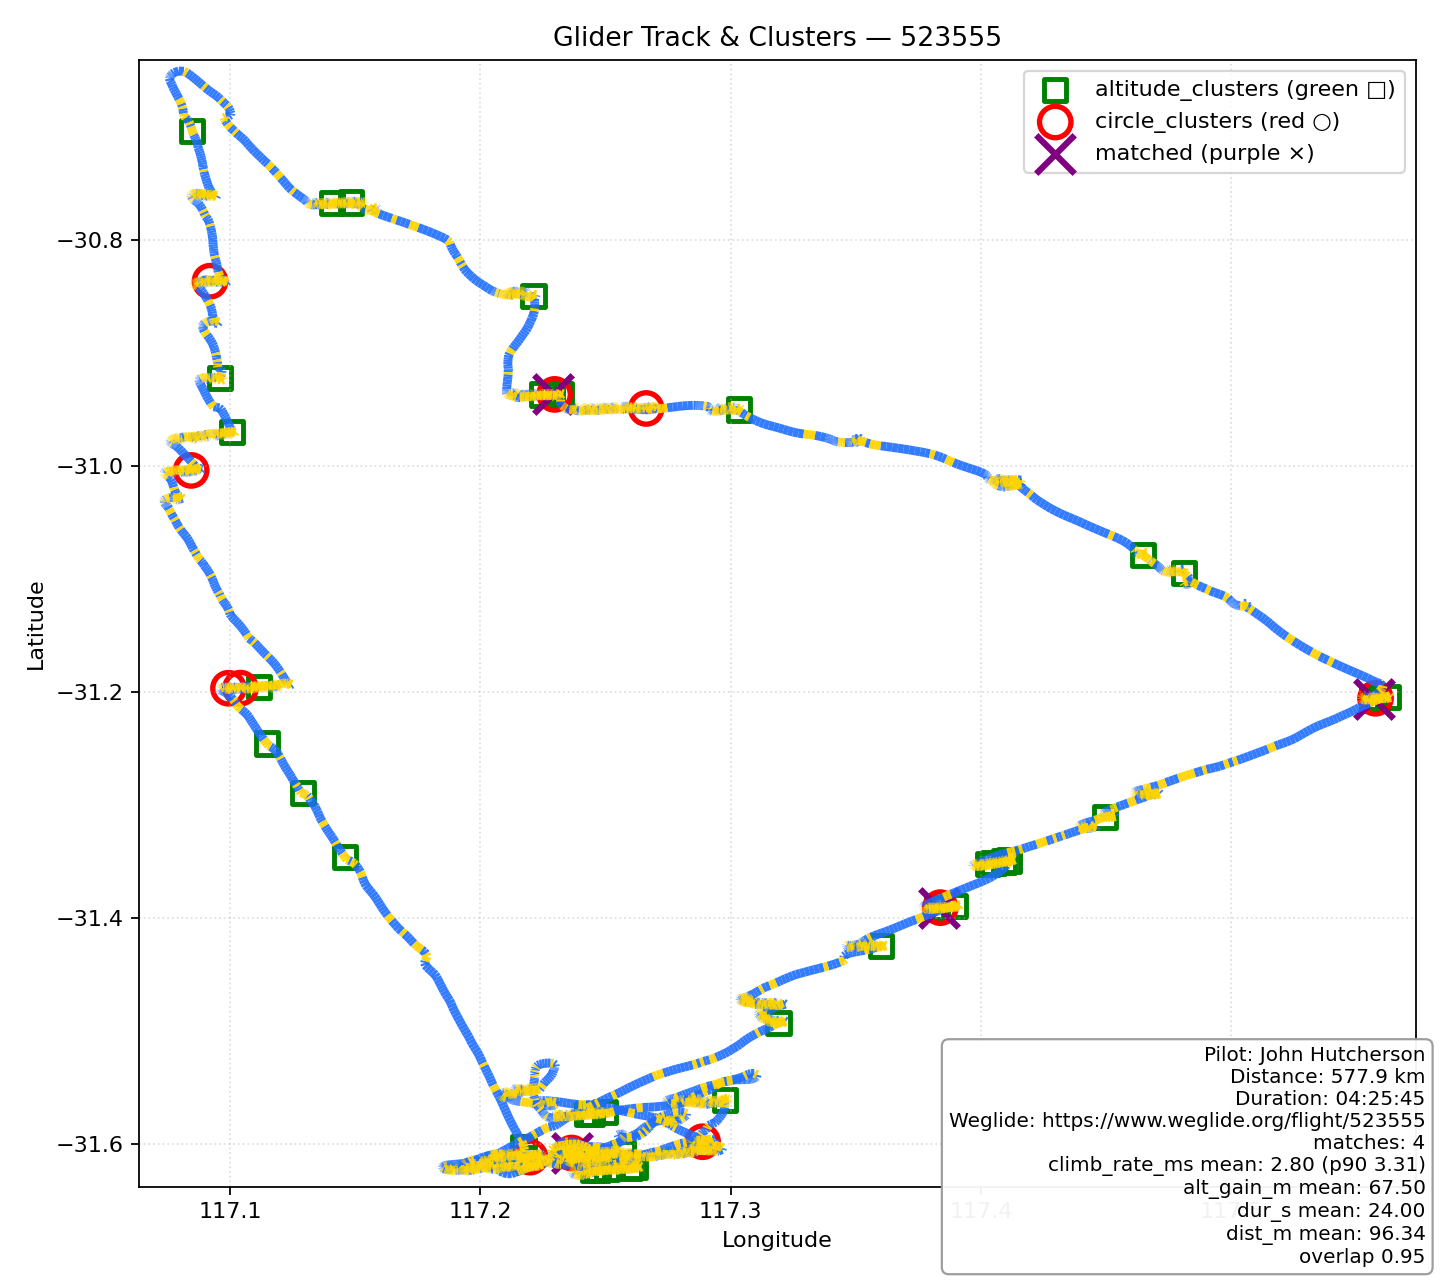 Glider Track & Clusters — 523555
altitude_clusters (green □)
circle_clusters (red ○)
matched (purple ×)
Latitude
−30.8
−31.0
−31.2
−31.4
−31.6
117.1
117.2
117.3
117.4
Longitude
Pilot: John Hutcherson
Distance: 577.9 km
Duration: 04:25:45
Weglide: https://www.weglide.org/flight/523555
matches: 4
climb_rate_ms mean: 2.80 (p90 3.31)
alt_gain_m mean: 67.50
dur_s mean: 24.00
dist_m mean: 96.34
overlap 0.95